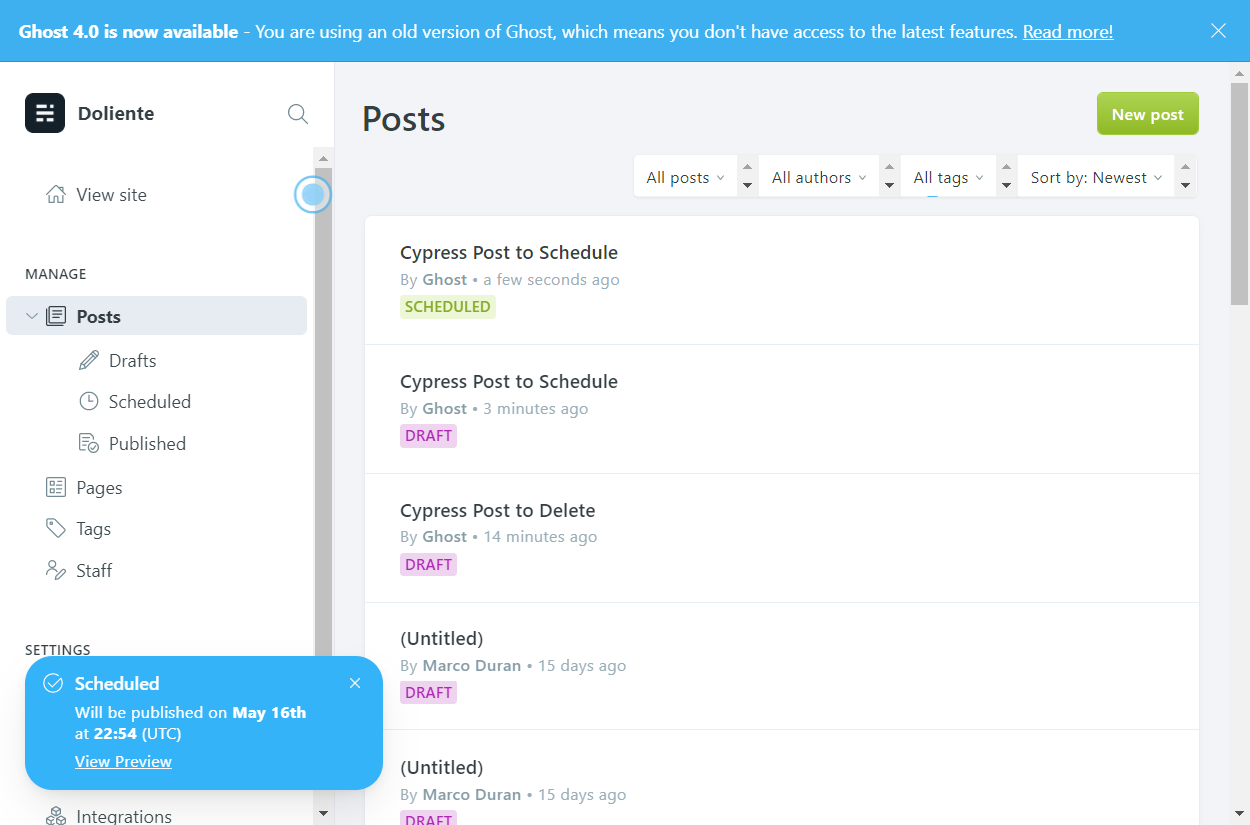 Ghost 4.0 is now available - You are using an old version of Ghost, which means you don't have access to the latest features. Read more!
Doliente
View site
MANAGE
Posts
Drafts
Scheduled
Published
Pages
Tags
Staff
SETTINGS
Scheduled
Will be published on May 16th
at 22:54 (UTC)
View Preview
Integrations
Posts
New post
All posts
All authors
All tags
Sort by: Newest
Cypress Post to Schedule
By Ghost • a few seconds ago
SCHEDULED
Cypress Post to Schedule
By Ghost • 3 minutes ago
DRAFT
Cypress Post to Delete
By Ghost • 14 minutes ago
DRAFT
(Untitled)
By Marco Duran • 15 days ago
DRAFT
(Untitled)
By Marco Duran • 15 days ago
DRAFT